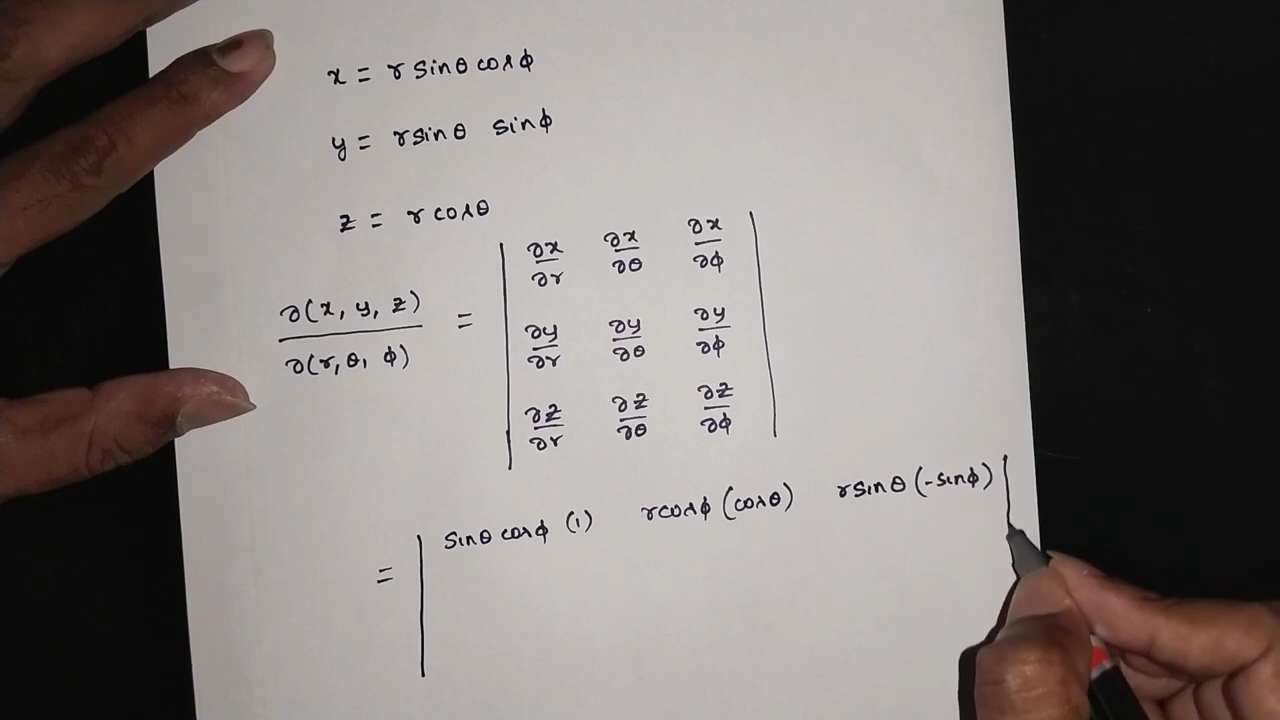 x = r sinθ cosϕ
y = r sinθ sinϕ
z = r cosθ
∂(x, y, z) / ∂(r, θ, ϕ) = | ∂x/∂r ∂x/∂θ ∂x/∂ϕ |
| ∂y/∂r ∂y/∂θ ∂y/∂ϕ |
| ∂z/∂r ∂z/∂θ ∂z/∂ϕ |
= | sinθ cosϕ (1) r cosϕ (cosθ) r sinθ (-sinϕ) |